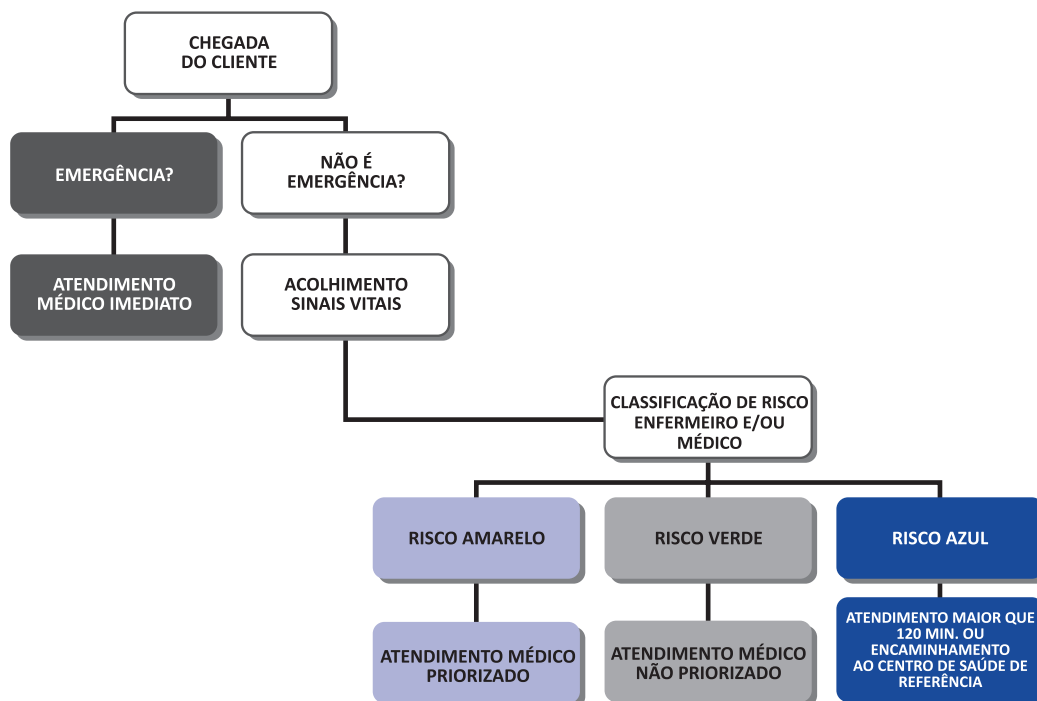 CHEGADA
DO CLIENTE
EMERGÊNCIA?
NÃO É
EMERGÊNCIA?
ATENDIMENTO
MÉDICO IMEDIATO
ACOLHIMENTO
SINAIS VITAIS
CLASSIFICAÇÃO DE RISCO
ENFERMEIRO E/OU
MÉDICO
RISCO AMARELO
RISCO VERDE
RISCO AZUL
ATENDIMENTO MÉDICO
PRIORIZADO
ATENDIMENTO MÉDICO
NÃO PRIORIZADO
ATENDIMENTO MAIOR QUE
120 MIN. OU
ENCAMINHAMENTO
AO CENTRO DE SAÚDE DE
REFERÊNCIA